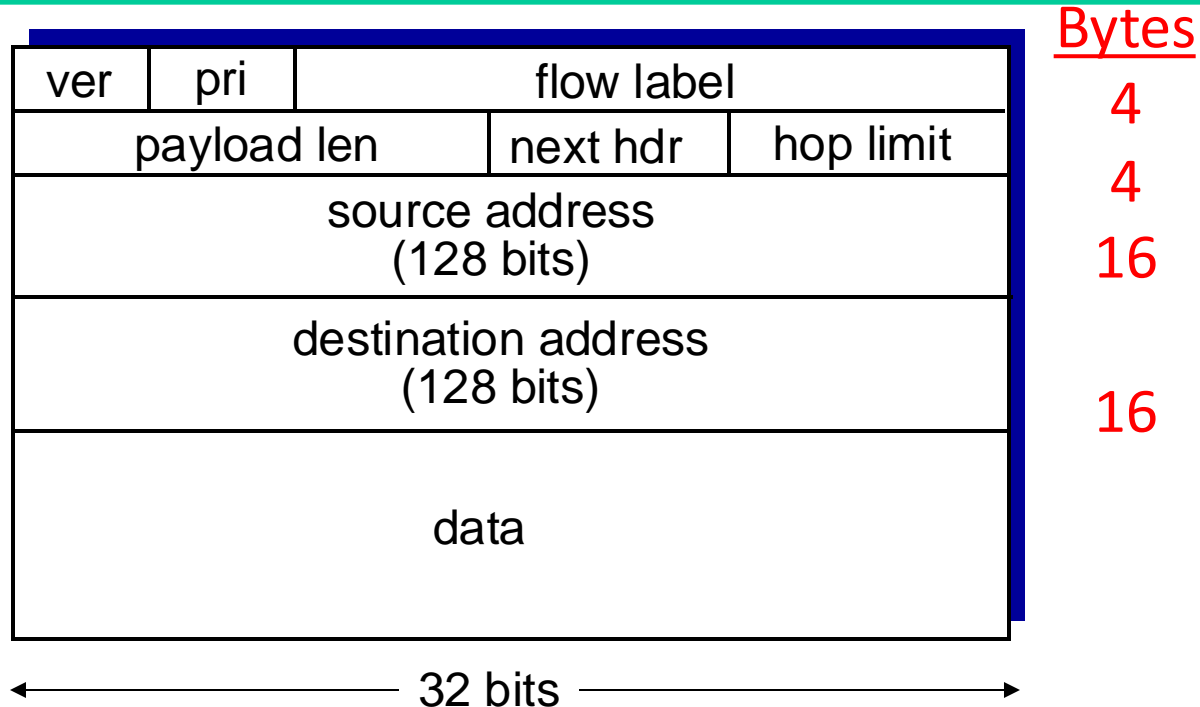 Bytes
ver pri flow label
4
payload len next hdr hop limit
4
source address
(128 bits)
16
destination address
(128 bits)
16
data
32 bits